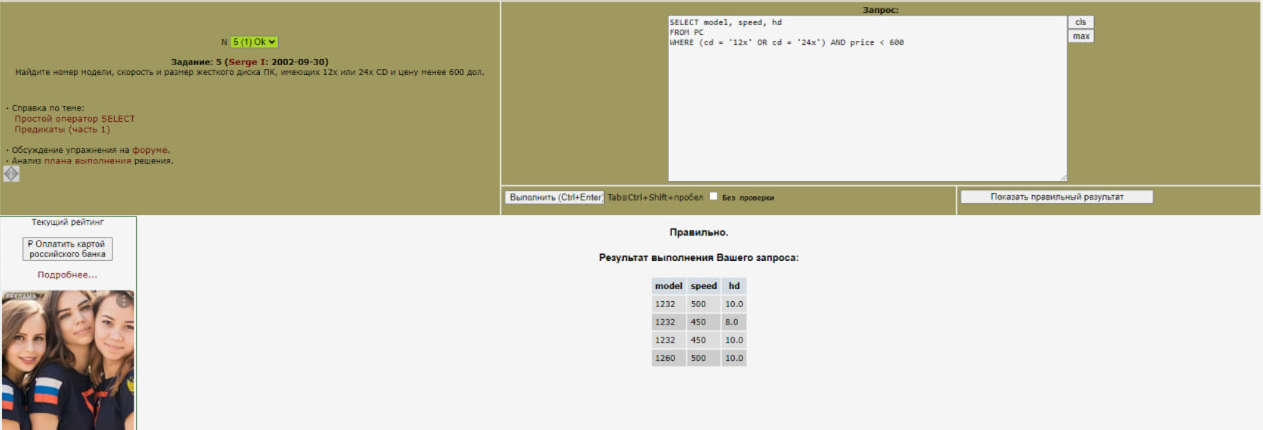 N 5 (1) Ok
Задание: 5 (Serge I: 2002-09-30)
Найдите номер модели, скорость и размер жесткого диска ПК, имеющих 12x или 24x CD и цену менее 600 дол.
· Справка по теме:
Простой оператор SELECT
Предикаты (часть 1)
· Обсуждение упражнения на форуме.
· Анализ плана выполнения решения.
Запрос:
SELECT model, speed, hd
FROM PC
WHERE (cd = '12x' OR cd = '24x') AND price < 600
cls
max
Выполнить (Ctrl+Enter) Tab≡Ctrl+Shift+пробел Без проверки
Показать правильный результат
Текущий рейтинг
₽ Оплатить картой
российского банка
Подробнее...
РЕКЛАМА
Правильно.
Результат выполнения Вашего запроса:
model speed hd
1232 500 10.0
1232 450 8.0
1232 450 10.0
1260 500 10.0